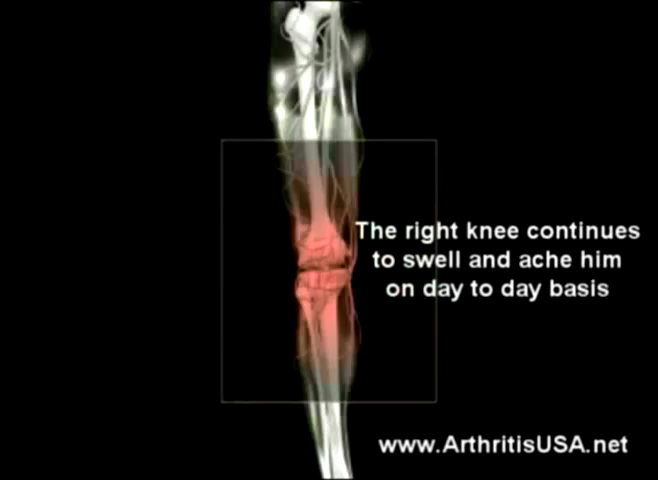 The right knee continues
to swell and ache him
on day to day basis
www.ArthritisUSA.net